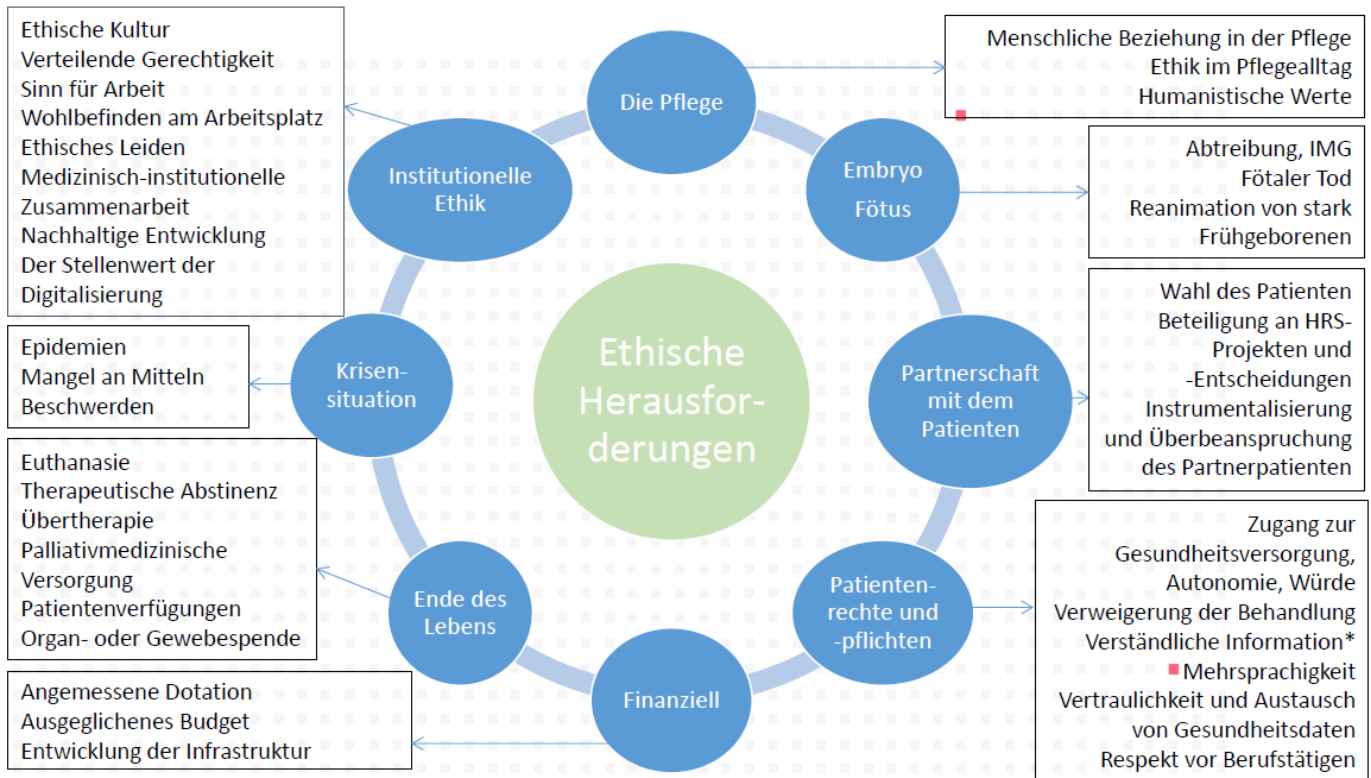 Ethische Kultur
Verteilende Gerechtigkeit
Sinn für Arbeit
Wohlbefinden am Arbeitsplatz
Ethisches Leiden
Medizinisch-institutionelle
Zusammenarbeit
Nachhaltige Entwicklung
Der Stellenwert der
Digitalisierung
Die Pflege
Menschliche Beziehung in der Pflege
Ethik im Pflegealltag
Humanistische Werte
Institutionelle
Ethik
Embryo
Fötus
Abtreibung, IMG
Fötaler Tod
Reanimation von stark
Frühgeborenen
Epidemien
Mangel an Mitteln
Beschwerden
Krisen-
situation
Ethische
Herausfor-
derungen
Partnerschaft
mit dem
Patienten
Wahl des Patienten
Beteiligung an HRS-
Projekten und
-Entscheidungen
Instrumentalisierung
und Überbeanspruchung
des Partnerpatienten
Euthanasie
Therapeutische Abstinenz
Übertherapie
Palliativmedizinische
Versorgung
Patientenverfügungen
Organ- oder Gewebespende
Ende des
Lebens
Patienten-
rechte und
-pflichten
Zugang zur
Gesundheitsversorgung,
Autonomie, Würde
Verweigerung der Behandlung
Verständliche Information*
Mehrsprachigkeit
Vertraulichkeit und Austausch
von Gesundheitsdaten
Respekt vor Berufstätigen
Angemessene Dotation
Ausgeglichenes Budget
Entwicklung der Infrastruktur
Finanziell